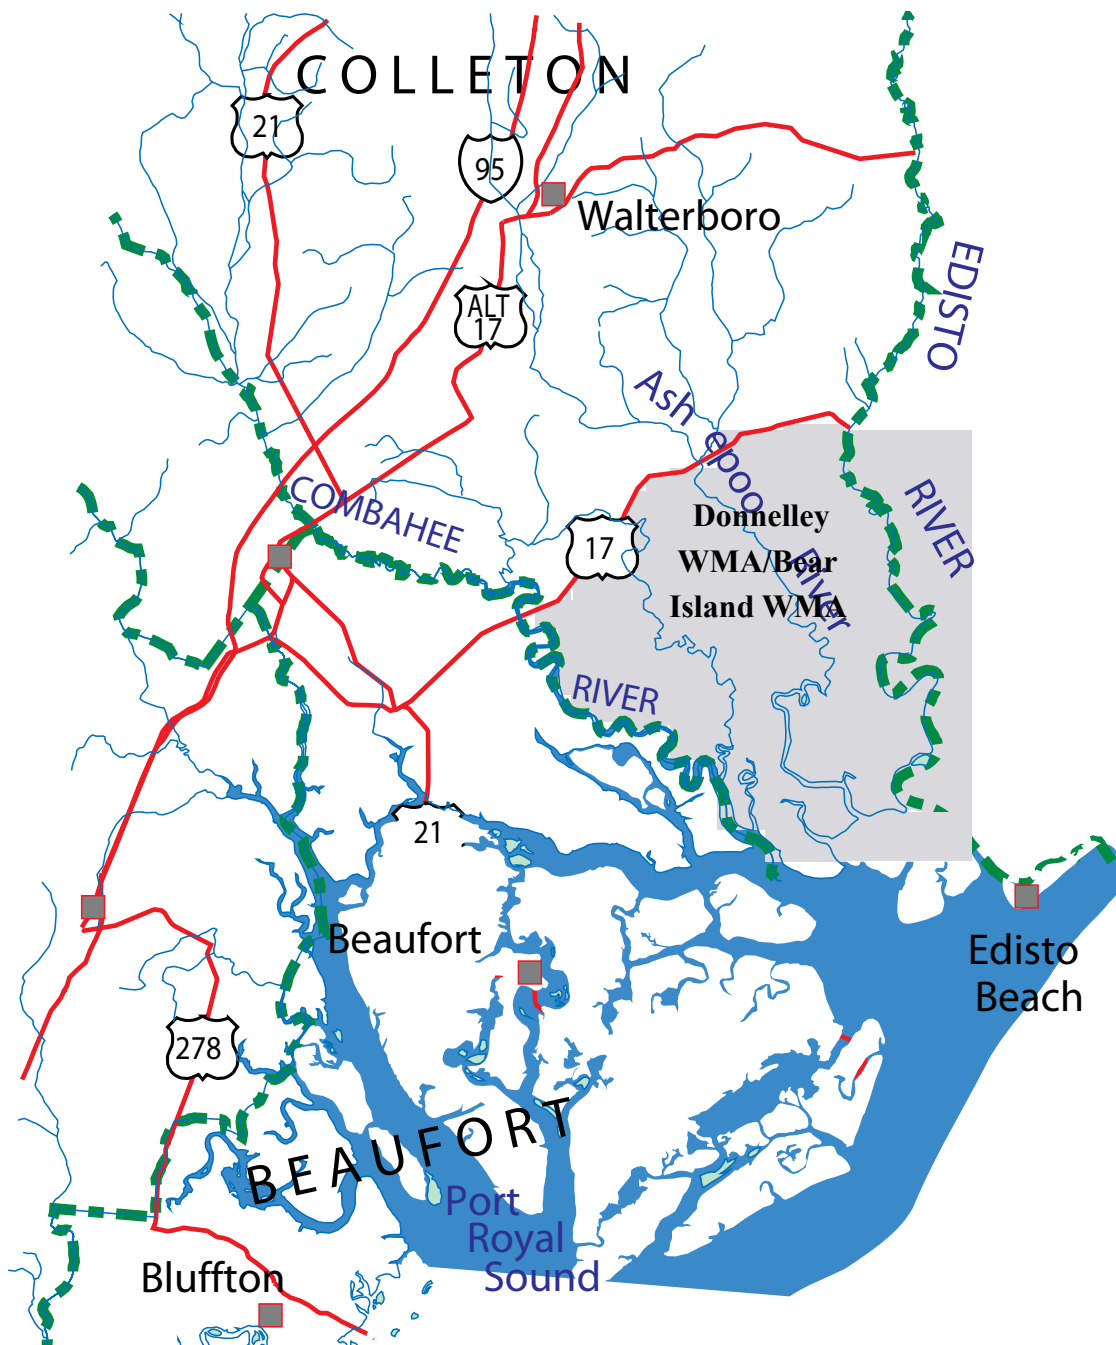 COLLETON
21
95
Walterboro
EDISTO
ALT
17
Ash epoo
RIVER
COMBAHEE
Donnelley
17
WMA/Bear
River
Island WMA
RIVER
21
Beaufort
Edisto
Beach
278
BEAUFORT
Port
Royal
Sound
Bluffton